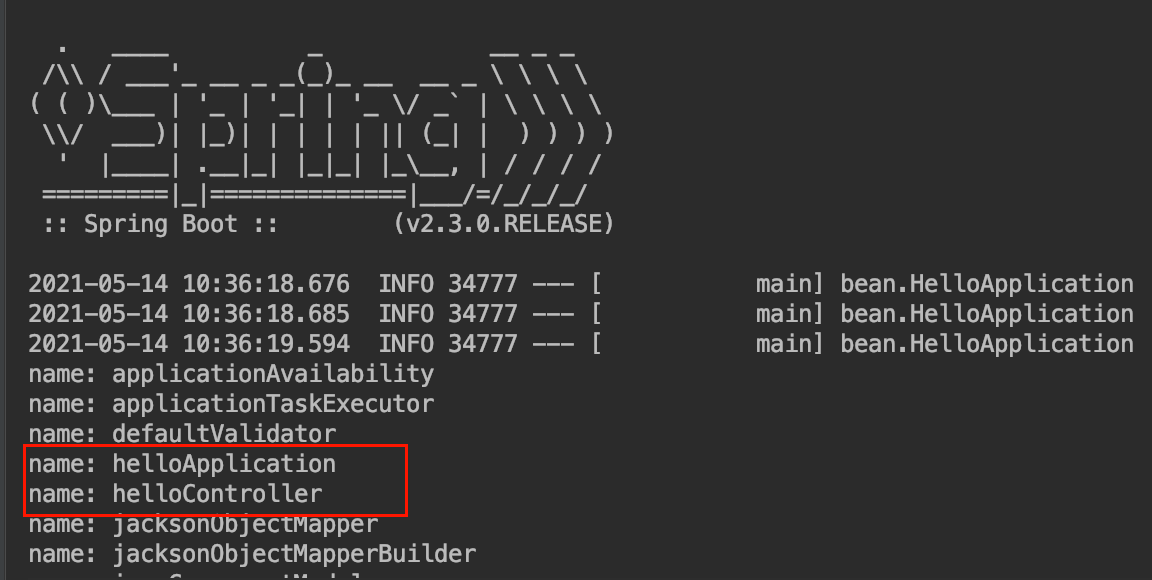 .   ____          _            __ _ _
 /\\ / ___'_ __ _ _(_)_ __  __ _ \ \ \ \
( ( )\___ | '_ | '_| | '_ \/ _` | \ \ \ \
 \\/  ___)| |_)| | | | | || (_| |  ) ) ) )
  '  |____| .__|_| |_|_| |_\__, | / / / /
 =========|_|==============|___/=/_/_/_/
 :: Spring Boot ::        (v2.3.0.RELEASE)
2021-05-14 10:36:18.676  INFO 34777 --- [           main] bean.HelloApplication
2021-05-14 10:36:18.685  INFO 34777 --- [           main] bean.HelloApplication
2021-05-14 10:36:19.594  INFO 34777 --- [           main] bean.HelloApplication
name: applicationAvailability
name: applicationTaskExecutor
name: defaultValidator
name: helloApplication
name: helloController
name: jacksonObjectMapper
name: jacksonObjectMapperBuilder